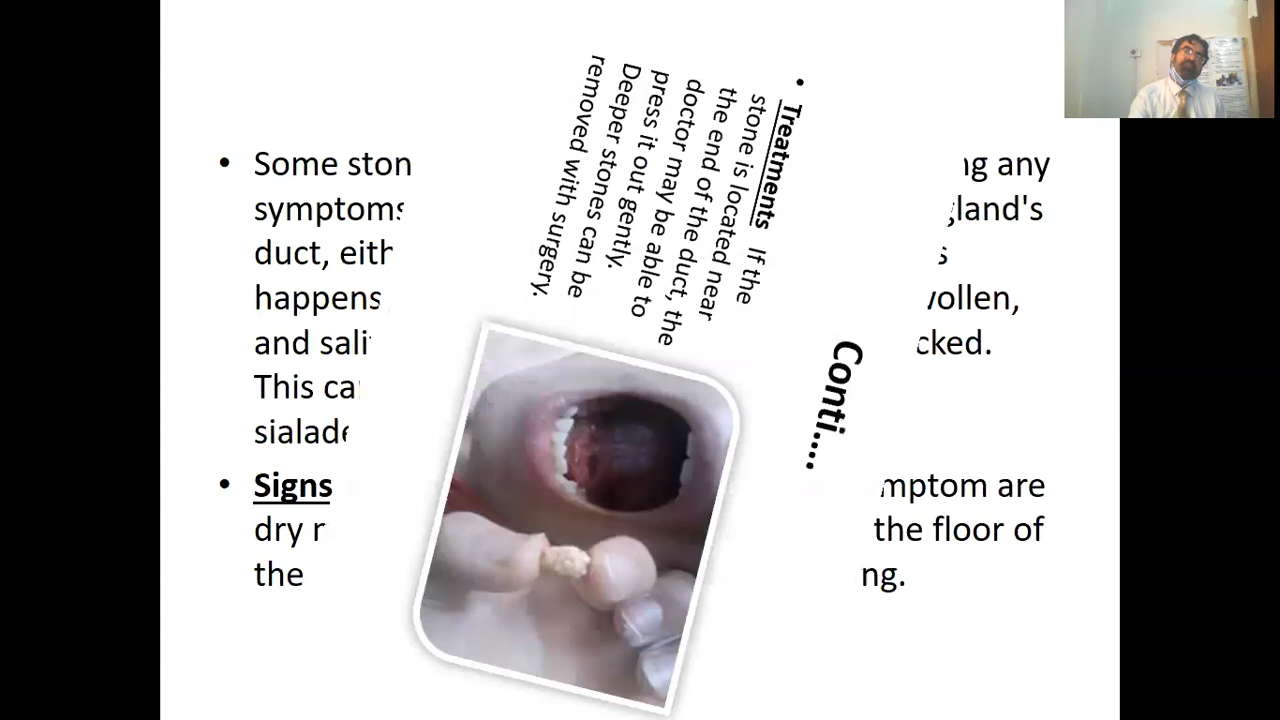 Conti....
• Treatments If the
stone is located near
the end of the duct, the
doctor may be able to
press it out gently.
Deeper stones can be
removed with surgery.
• Some ston
ng any
symptoms
gland's
duct, eith
s
happens
wollen,
and sali
cked.
This ca
sialade
• Signs
mptom are
dry
the floor of
the
ng.